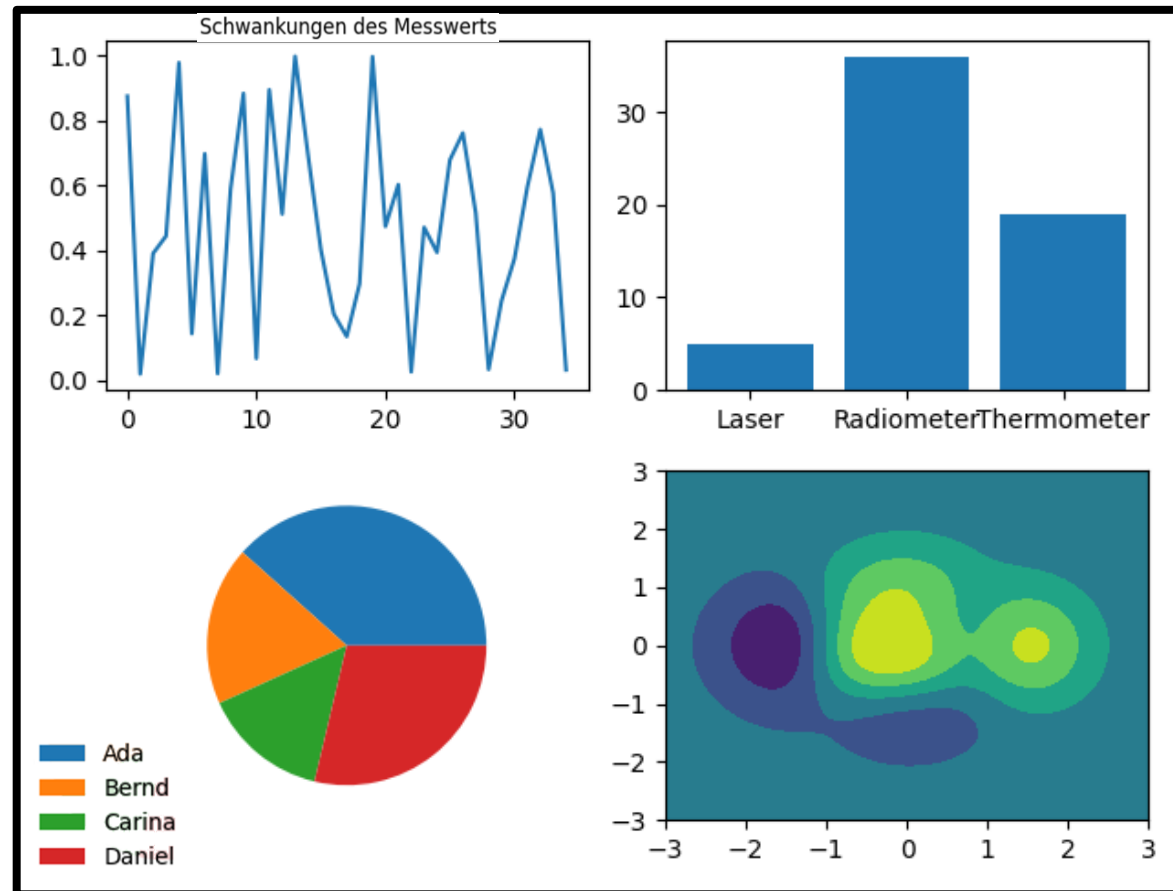 Schwankungen des Messwerts
1.0
0.8
0.6
0.4
0.2
0.0
0 10 20 30
30
20
10
0
Laser Radiometer Thermometer
Ada
Bernd
Carina
Daniel
3
2
1
0
−1
−2
−3
−3 −2 −1 0 1 2 3